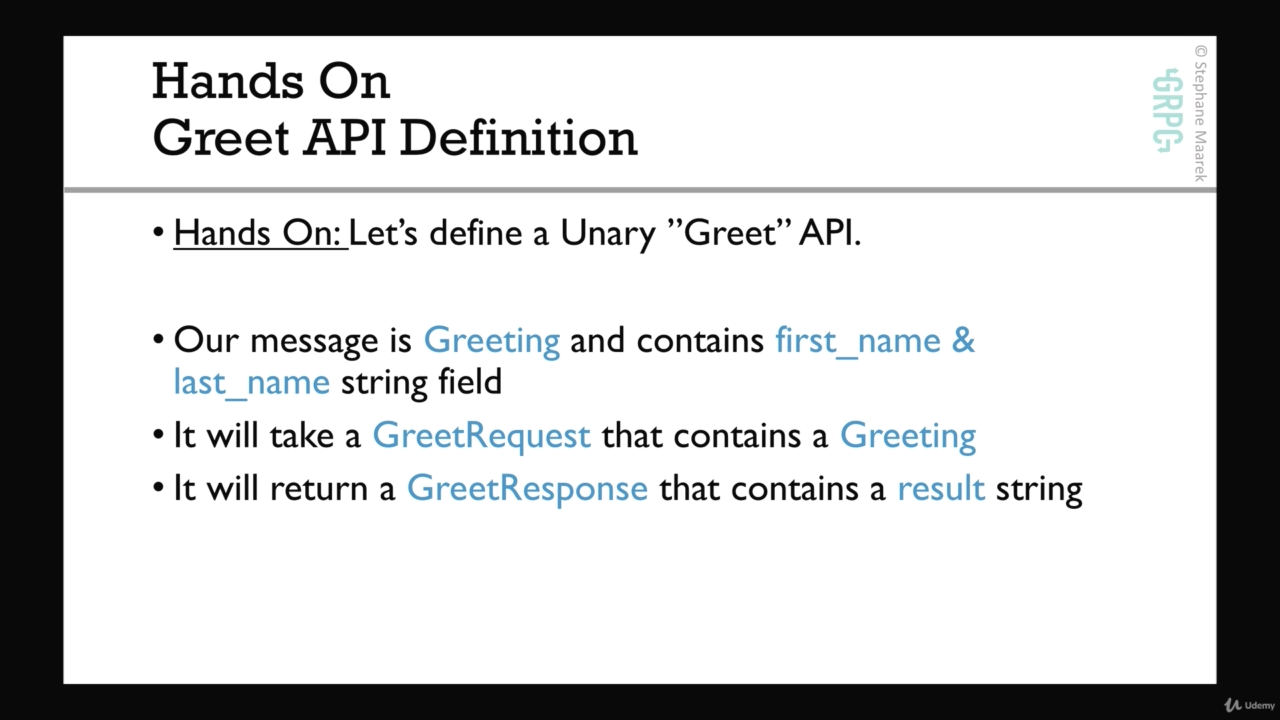 Hands On
Greet API Definition
GRPC
© Stephane Maarek
• Hands On: Let’s define a Unary ”Greet” API.
• Our message is Greeting and contains first_name &
last_name string field
• It will take a GreetRequest that contains a Greeting
• It will return a GreetResponse that contains a result string
Udemy